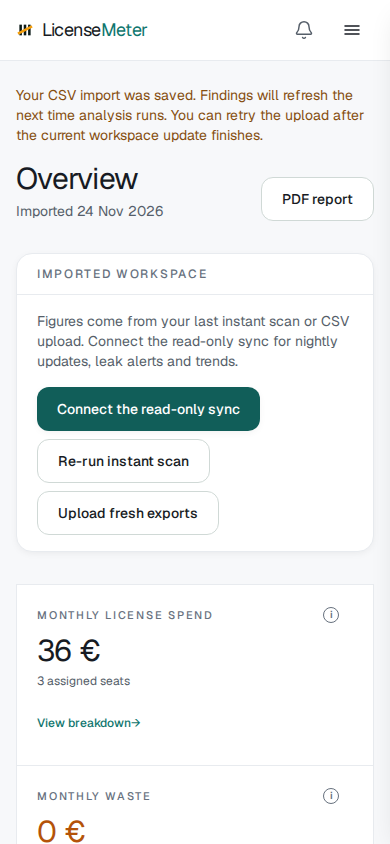 LicenseMeter
Your CSV import was saved. Findings will refresh the
next time analysis runs. You can retry the upload after
the current workspace update finishes.
Overview
Imported 24 Nov 2026
PDF report
IMPORTED WORKSPACE
Figures come from your last instant scan or CSV
upload. Connect the read-only sync for nightly
updates, leak alerts and trends.
Connect the read-only sync
Re-run instant scan
Upload fresh exports
MONTHLY LICENSE SPEND
i
36 €
3 assigned seats
View breakdown→
MONTHLY WASTE
i
0 €